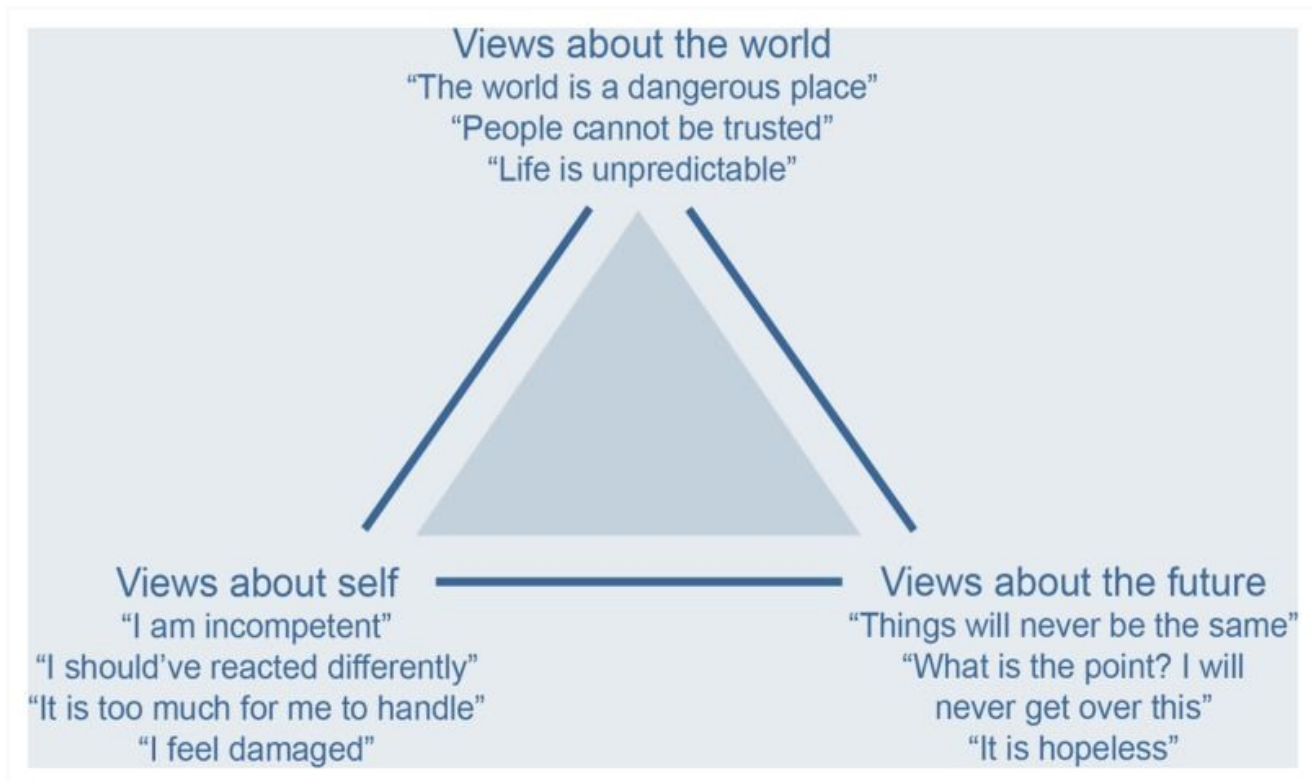 Views about the world
“The world is a dangerous place”
“People cannot be trusted”
“Life is unpredictable”
Views about self
“I am incompetent”
“I should’ve reacted differently”
“It is too much for me to handle”
“I feel damaged”
Views about the future
“Things will never be the same”
“What is the point? I will
never get over this”
“It is hopeless”